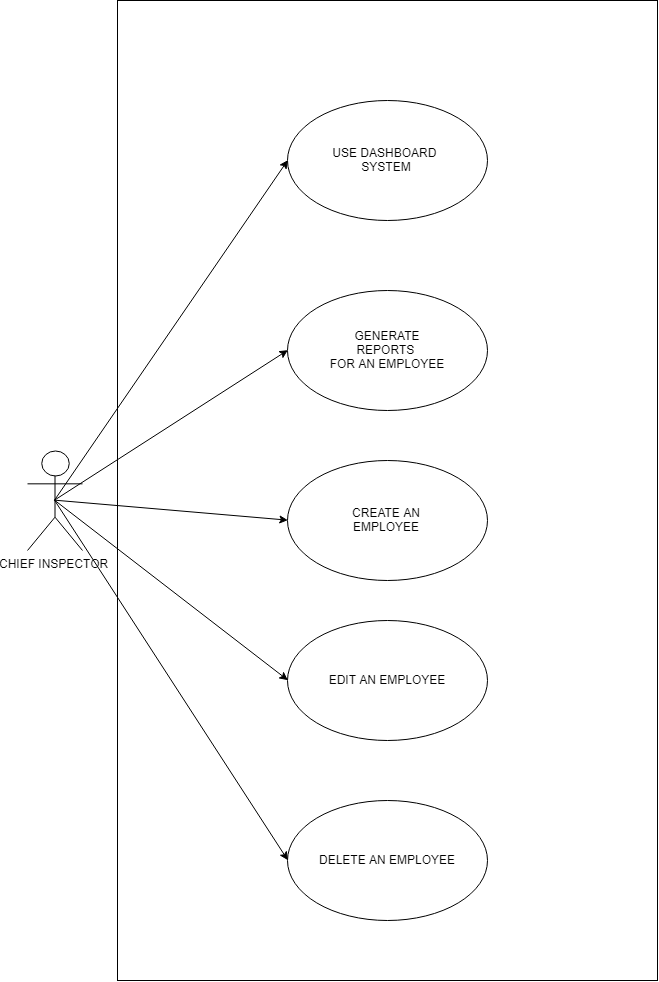 USE DASHBOARD
SYSTEM
GENERATE
REPORTS
FOR AN EMPLOYEE
CREATE AN
EMPLOYEE
CHIEF INSPECTOR
EDIT AN EMPLOYEE
DELETE AN EMPLOYEE